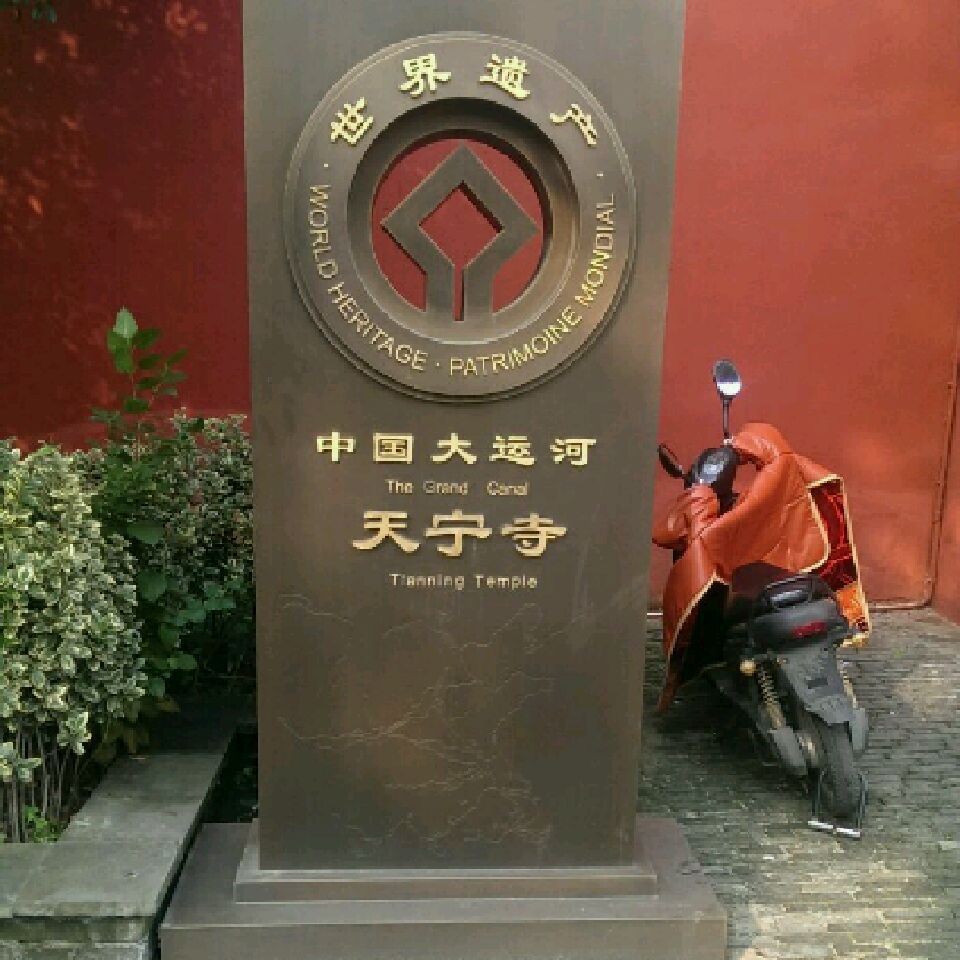 世界遗产
· WORLD HERITAGE · PATRIMOINE MONDIAL ·
中国大运河
The Grand Canal
天宁寺
Tianning Temple